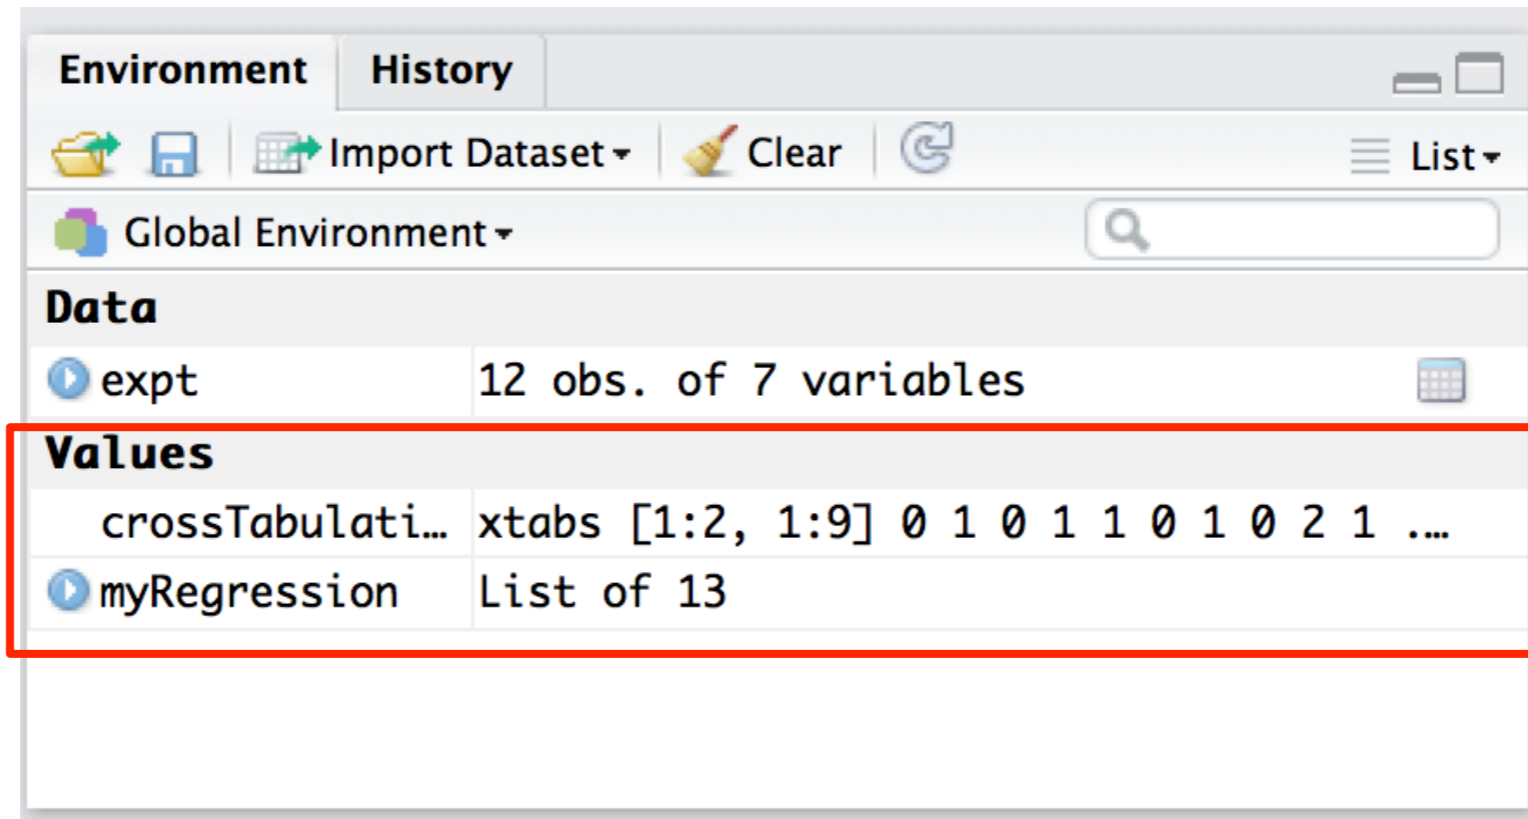 Environment History
Import Dataset Clear List
Global Environment
Data
expt 12 obs. of 7 variables
Values
crossTabulati… xtabs [1:2, 1:9] 0 1 0 1 1 0 1 0 2 1 .…
myRegression List of 13